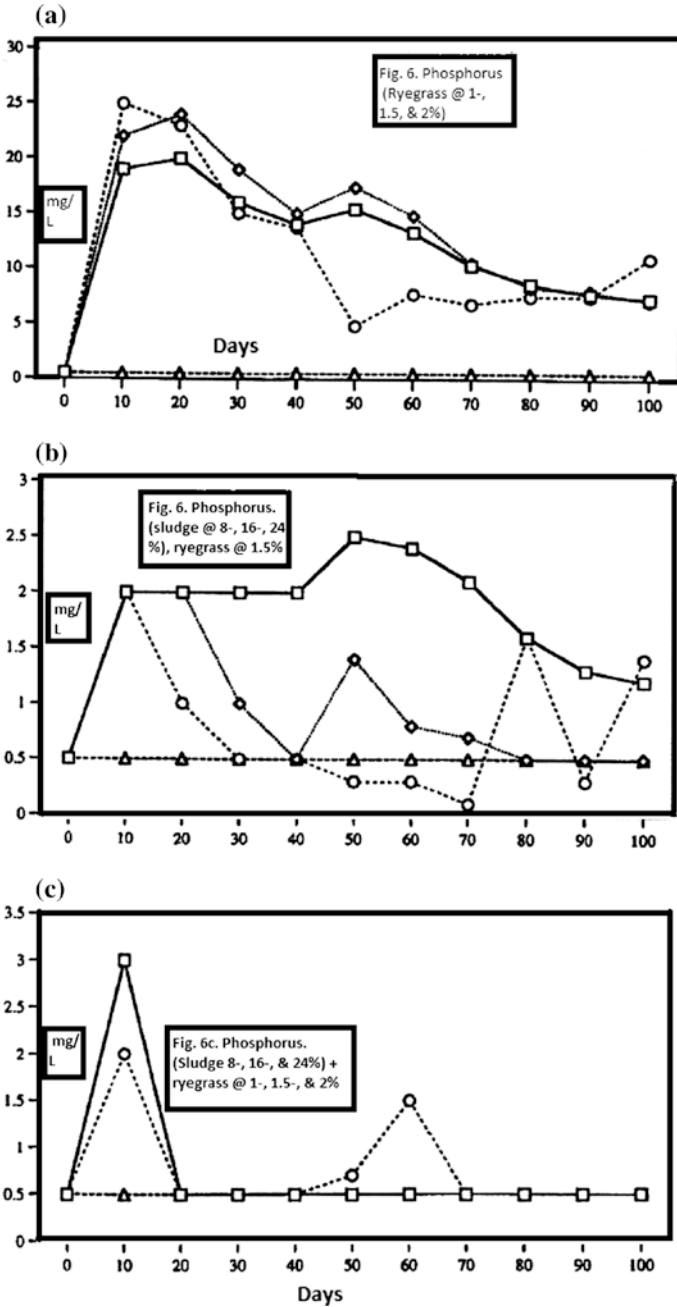 (a)
30
25
20
15
10
5
0
mg/
L
Fig. 6. Phosphorus
(Ryegrass @ 1-,
1.5, & 2%)
Days
0 10 20 30 40 50 60 70 80 90 100
(b)
3
2.5
2
1.5
1
0.5
0
mg/
L
Fig. 6. Phosphorus.
(sludge @ 8-, 16-, 24
%), ryegrass @ 1.5%
0 10 20 30 40 50 60 70 80 90 100
(c)
3.5
3
2.5
2
1.5
1
0.5
0
mg/
L
Fig. 6c. Phosphorus.
(Sludge 8-, 16-, & 24%) +
ryegrass @ 1-, 1.5-, & 2%
0 10 20 30 40 50 60 70 80 90 100
Days